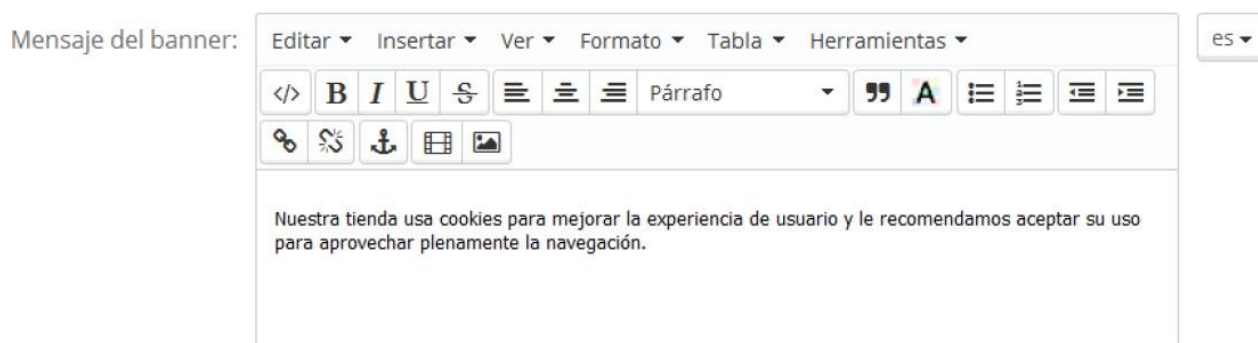 Mensaje del banner:
Editar Insertar Ver Formato Tabla Herramientas
es
</> B I U S Párrafo A
Nuestra tienda usa cookies para mejorar la experiencia de usuario y le recomendamos aceptar su uso
para aprovechar plenamente la navegación.